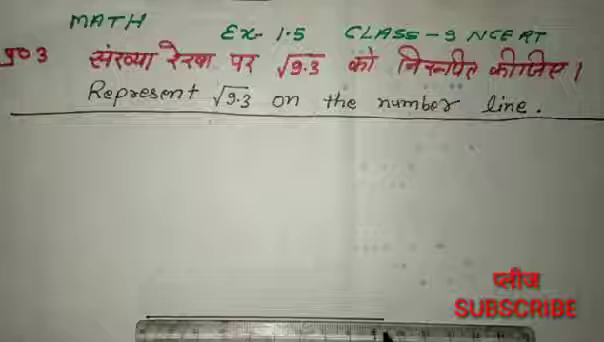 MATH Ex- 1.5 CLASS - 9 NCERT
प्र०3 संख्या रेखा पर √9.3 को निरूपित कीजिए।
Represent √9.3 on the number line.
प्लीज
SUBSCRIBE